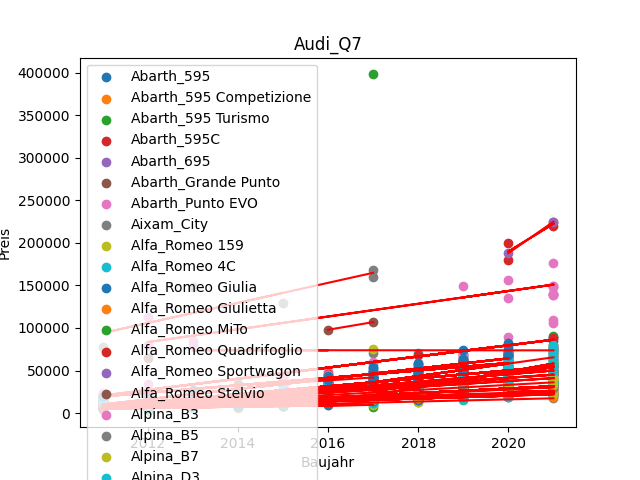 Audi_Q7
Preis
400000
350000
300000
250000
200000
150000
100000
50000
0
Abarth_595
Abarth_595 Competizione
Abarth_595 Turismo
Abarth_595C
Abarth_695
Abarth_Grande Punto
Abarth_Punto EVO
Aixam_City
Alfa_Romeo 159
Alfa_Romeo 4C
Alfa_Romeo Giulia
Alfa_Romeo Giulietta
Alfa_Romeo MiTo
Alfa_Romeo Quadrifoglio
Alfa_Romeo Sportwagon
Alfa_Romeo Stelvio
Alpina_B3
Alpina_B5
Alpina_B7
Alpina_D3
2012 2014 2016 2018 2020
Baujahr